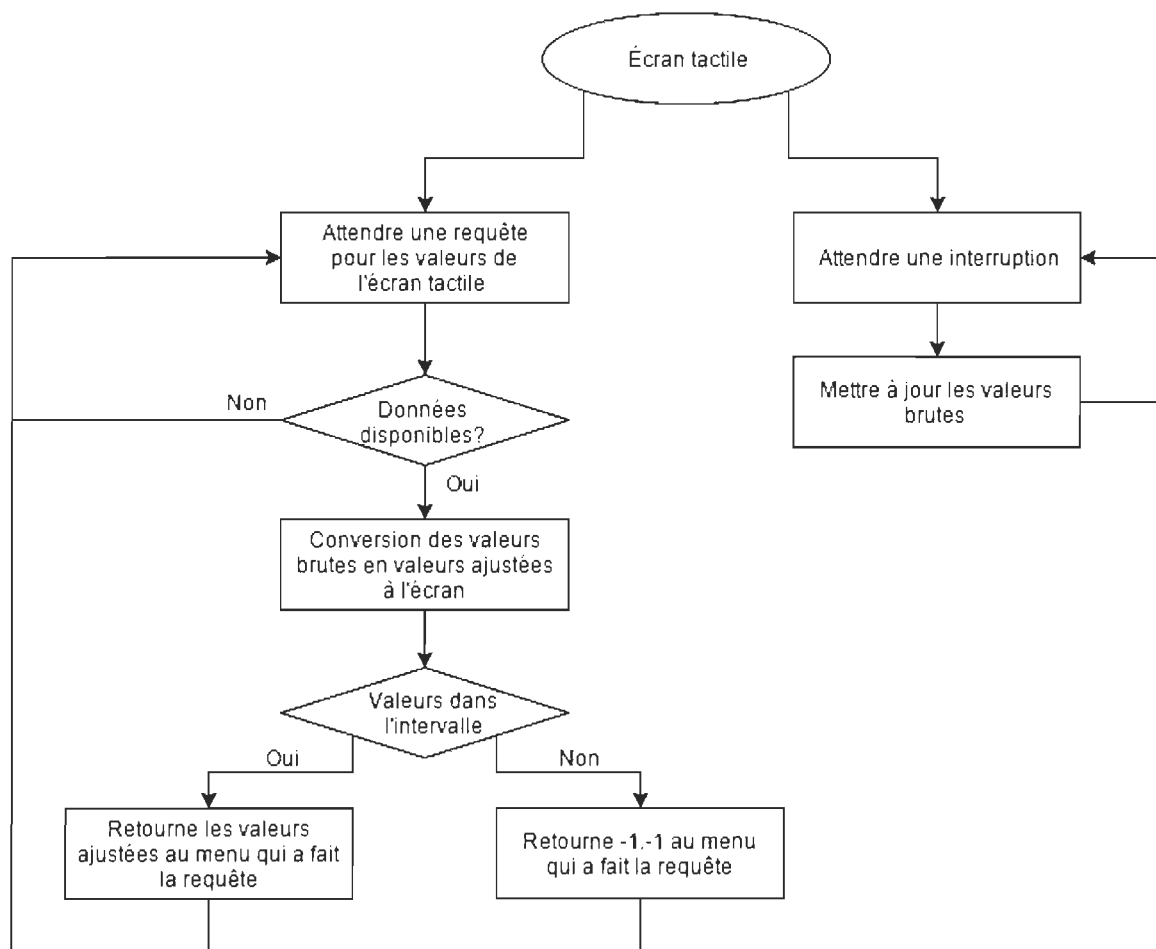 Écran tactile
Attendre une requête
pour les valeurs de
l'écran tactile
Attendre une interruption
Mettre à jour les valeurs
brutes
Non
Données
disponibles?
Oui
Conversion des valeurs
brutes en valeurs ajustées
à l'écran
Valeurs dans
l'intervalle
Oui
Non
Retourne les valeurs
ajustées au menu qui a fait
la requête
Retourne -1,-1 au menu
qui a fait la requête